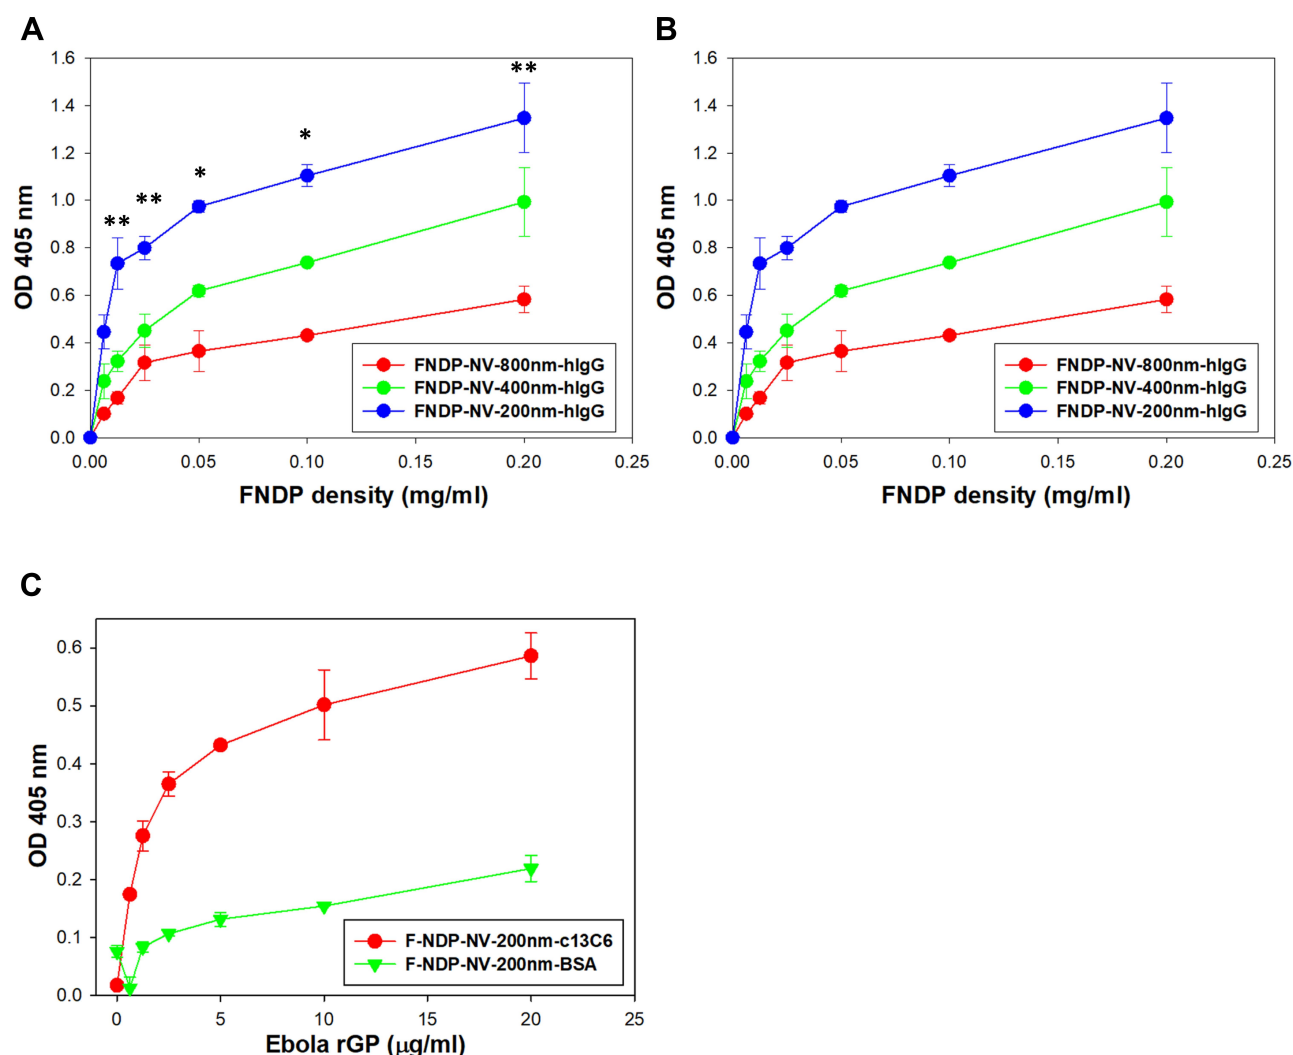 A
B
1.6
1.4
1.2
1.0
0.8
0.6
0.4
0.2
0.0
OD 405 nm
**
**
*
*
**
FNDP-NV-800nm-hIgG
FNDP-NV-400nm-hIgG
FNDP-NV-200nm-hIgG
0.00
0.05
0.10
0.15
0.20
0.25
FNDP density (mg/ml)
1.6
1.4
1.2
1.0
0.8
0.6
0.4
0.2
0.0
OD 405 nm
FNDP-NV-800nm-hIgG
FNDP-NV-400nm-hIgG
FNDP-NV-200nm-hIgG
0.00
0.05
0.10
0.15
0.20
0.25
FNDP density (mg/ml)
C
0.6
0.5
0.4
0.3
0.2
0.1
0.0
OD 405 nm
F-NDP-NV-200nm-c13C6
F-NDP-NV-200nm-BSA
0
5
10
15
20
25
Ebola rGP (μg/ml)